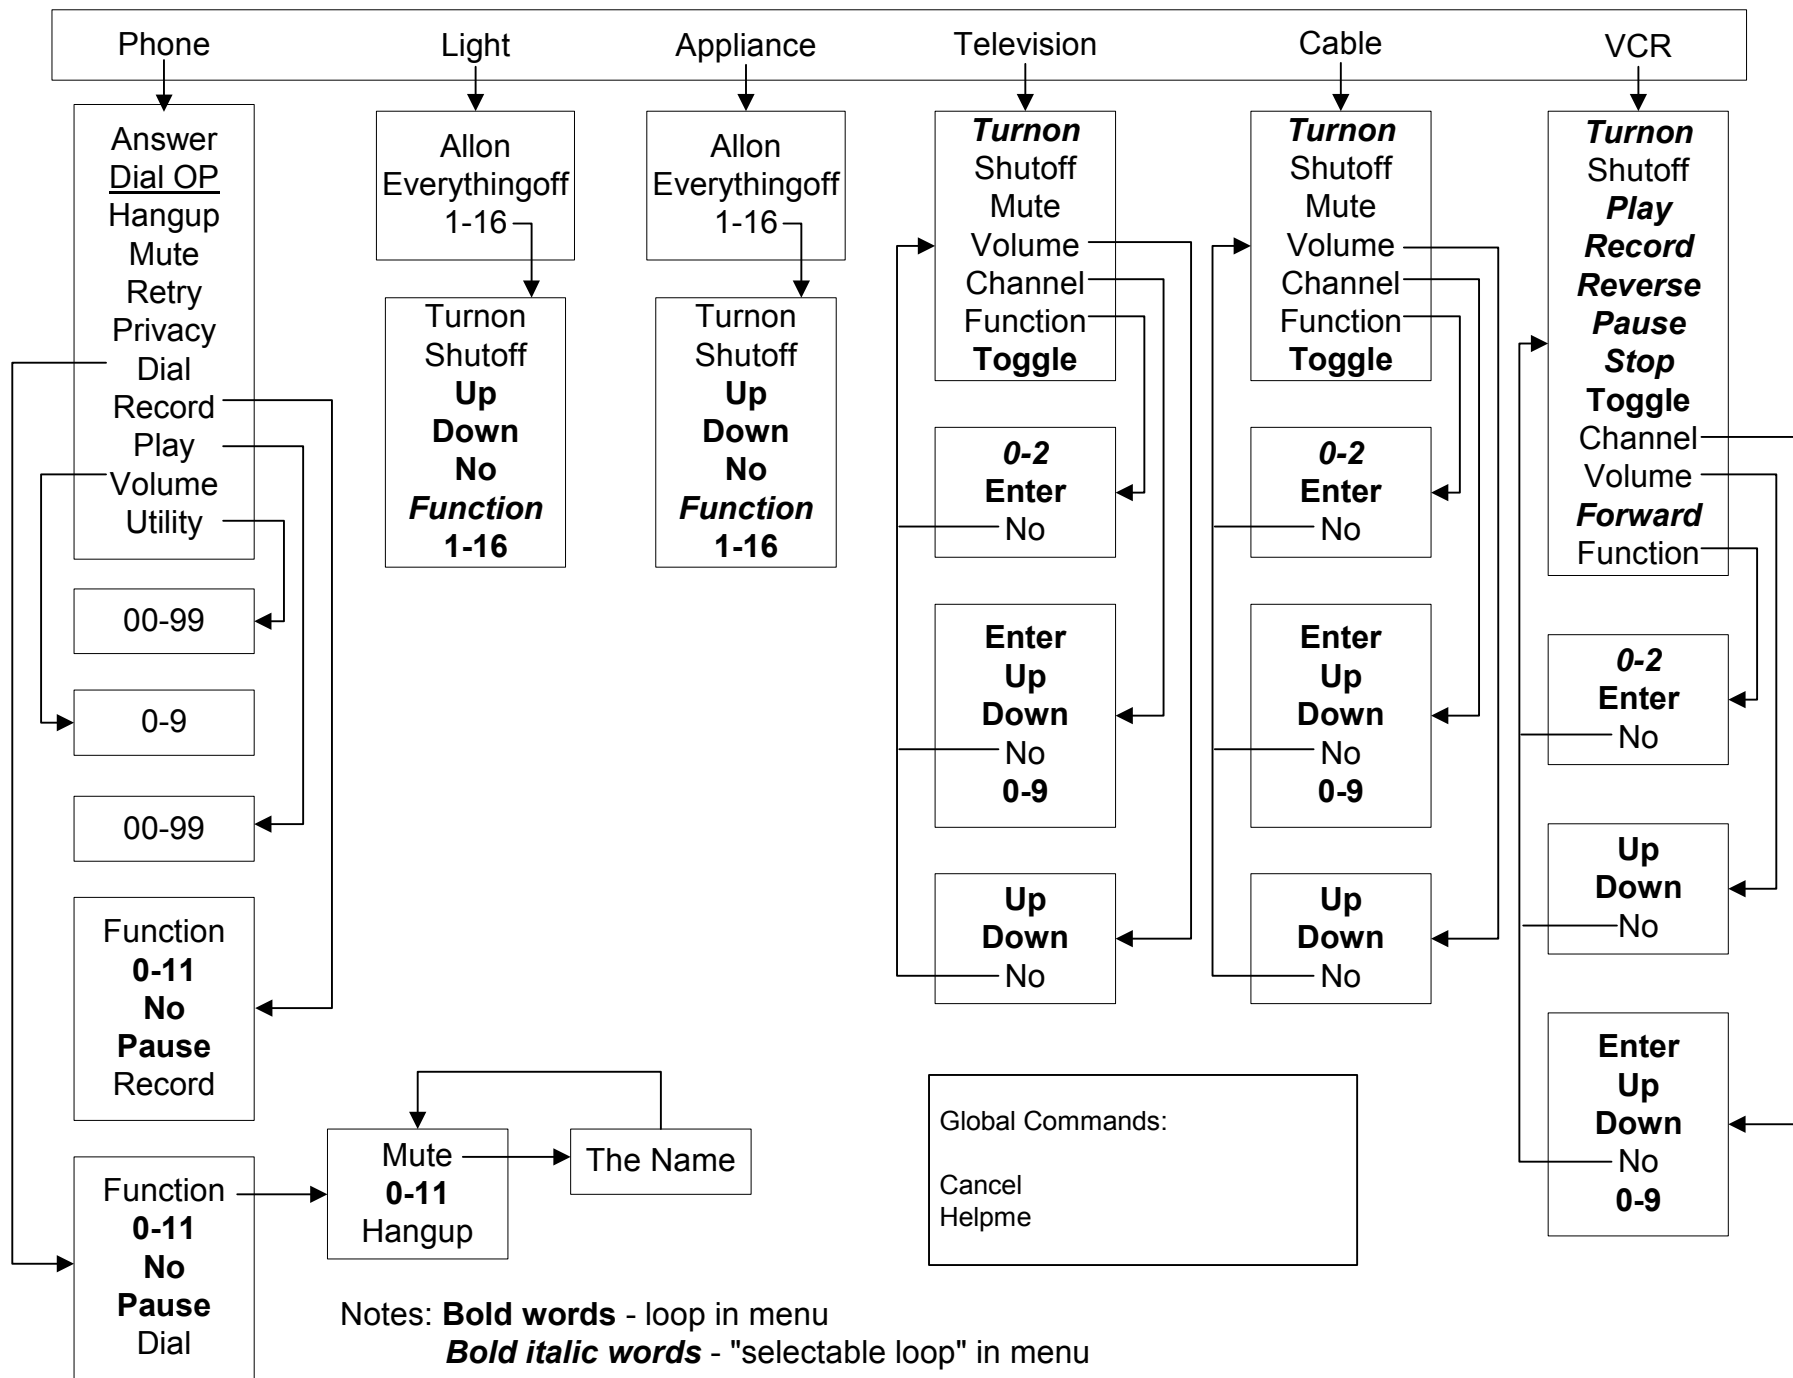 Phone Light Appliance Television Cable VCR
Answer
Dial OP
Hangup
Mute
Retry
Privacy
Dial
Record
Play
Volume
Utility
00-99
0-9
00-99
Function
0-11
No
Pause
Record
Function
0-11
No
Pause
Dial
Mute
0-11
Hangup
The Name
Allon
Everythingoff
1-16
Turnon
Shutoff
Up
Down
No
Function
1-16
Allon
Everythingoff
1-16
Turnon
Shutoff
Up
Down
No
Function
1-16
Turnon
Shutoff
Mute
Volume
Channel
Function
Toggle
0-2
Enter
No
Enter
Up
Down
No
0-9
Up
Down
No
Turnon
Shutoff
Mute
Volume
Channel
Function
Toggle
0-2
Enter
No
Enter
Up
Down
No
0-9
Up
Down
No
Turnon
Shutoff
Play
Record
Reverse
Pause
Stop
Toggle
Channel
Volume
Forward
Function
0-2
Enter
No
Up
Down
No
Enter
Up
Down
No
0-9
Global Commands:
Cancel
Helpme
Notes: Bold words - loop in menu
Bold italic words - "selectable loop" in menu